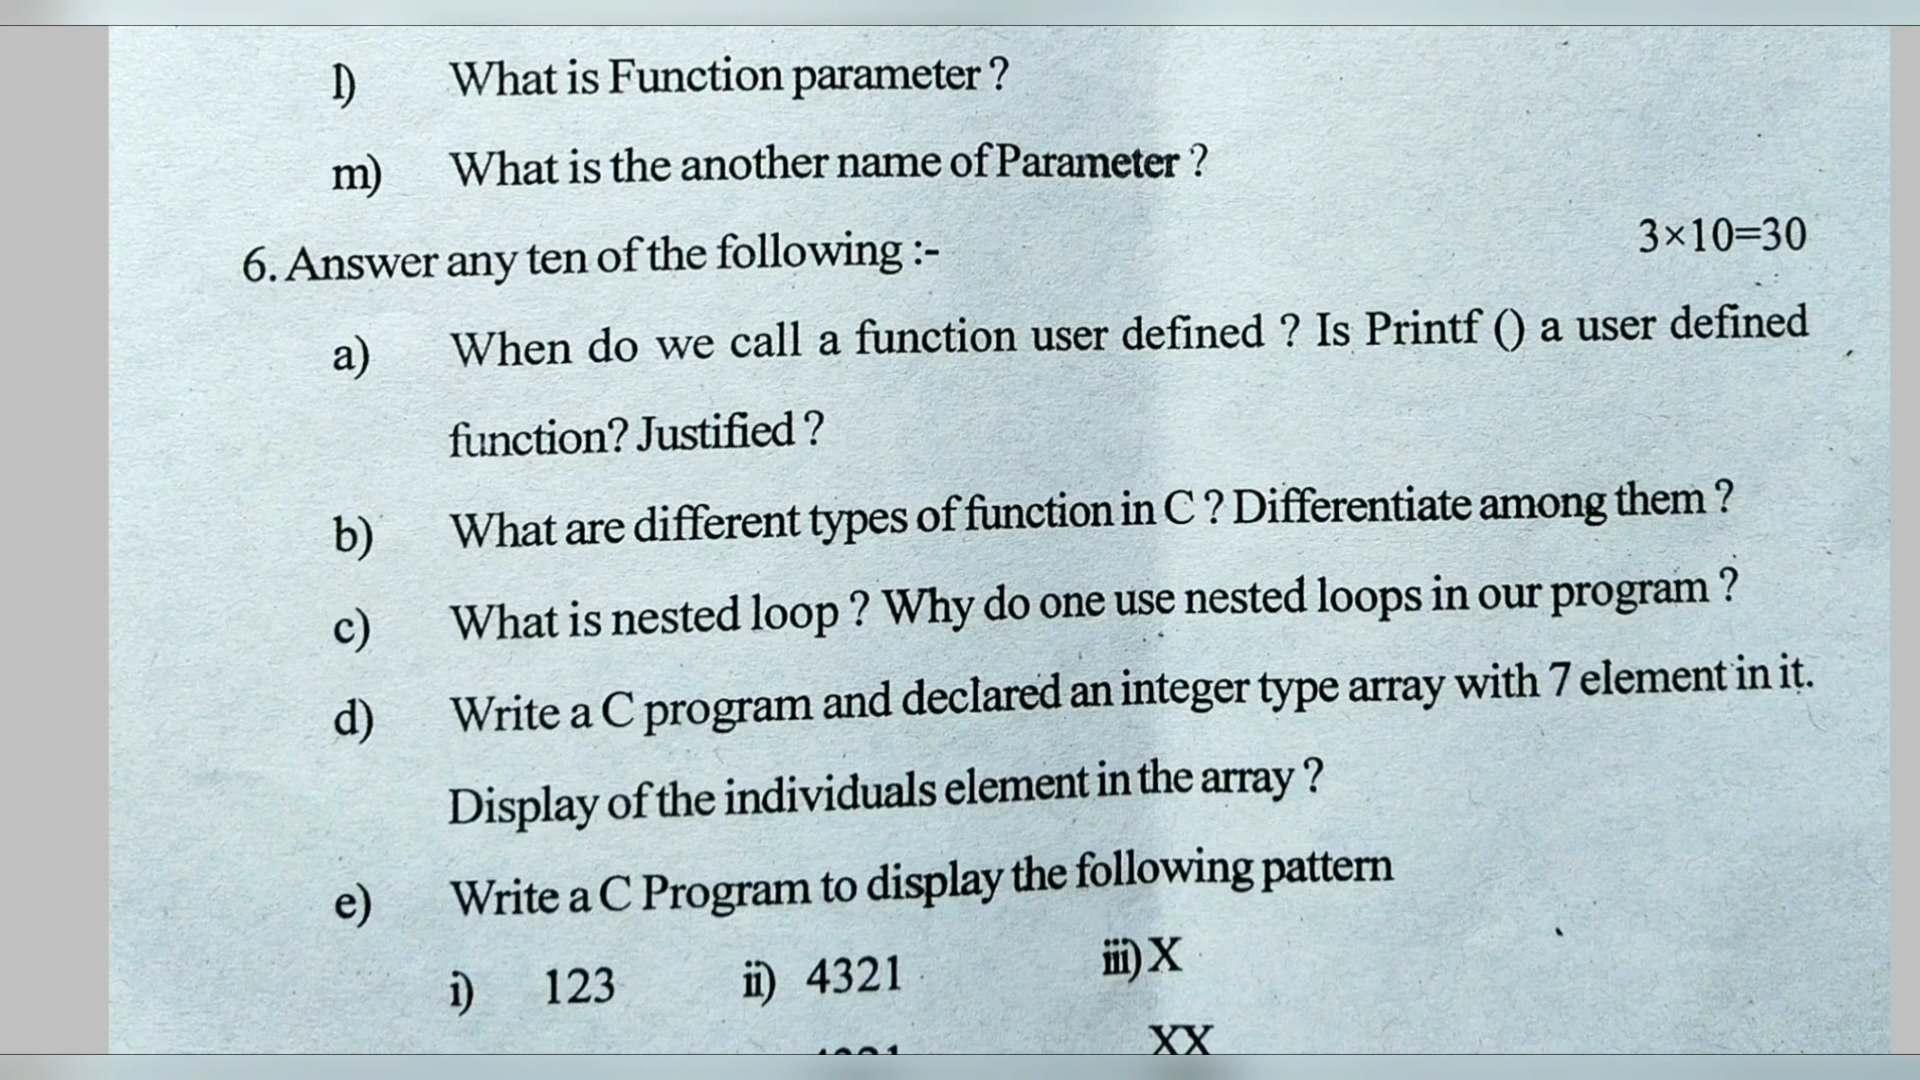 l) What is Function parameter ?
m) What is the another name of Parameter ?
3×10=30
6. Answer any ten of the following :-
a) When do we call a function user defined ? Is Printf () a user defined
function? Justified ?
b) What are different types of function in C ? Differentiate among them ?
c) What is nested loop ? Why do one use nested loops in our program ?
d) Write a C program and declared an integer type array with 7 element in it.
Display of the individuals element in the array ?
e) Write a C Program to display the following pattern
i) 123 ii) 4321 iii) X
XX